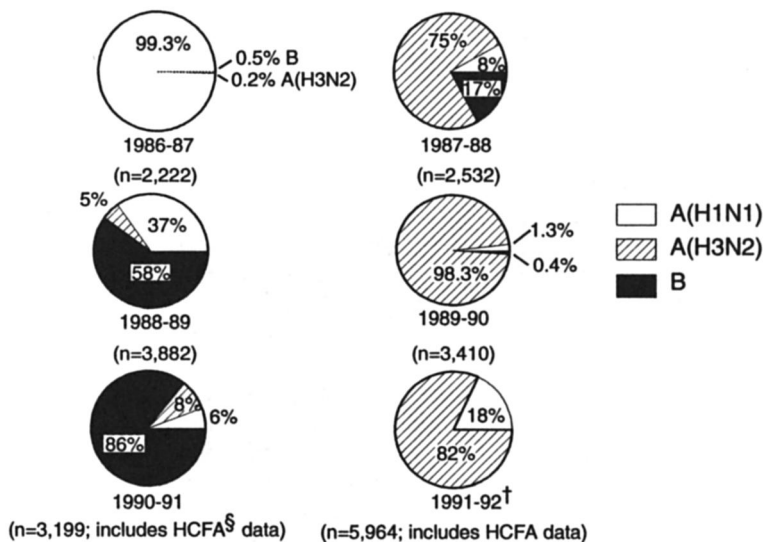 99.3%
0.5% B
0.2% A(H3N2)
1986-87
(n=2,222)
75%
8%
17%
1987-88
(n=2,532)
5%
37%
58%
1988-89
(n=3,882)
1.3%
98.3%
0.4%
1989-90
(n=3,410)
A(H1N1)
A(H3N2)
B
8%
6%
86%
1990-91
(n=3,199; includes HCFA§ data)
18%
82%
1991-92†
(n=5,964; includes HCFA data)